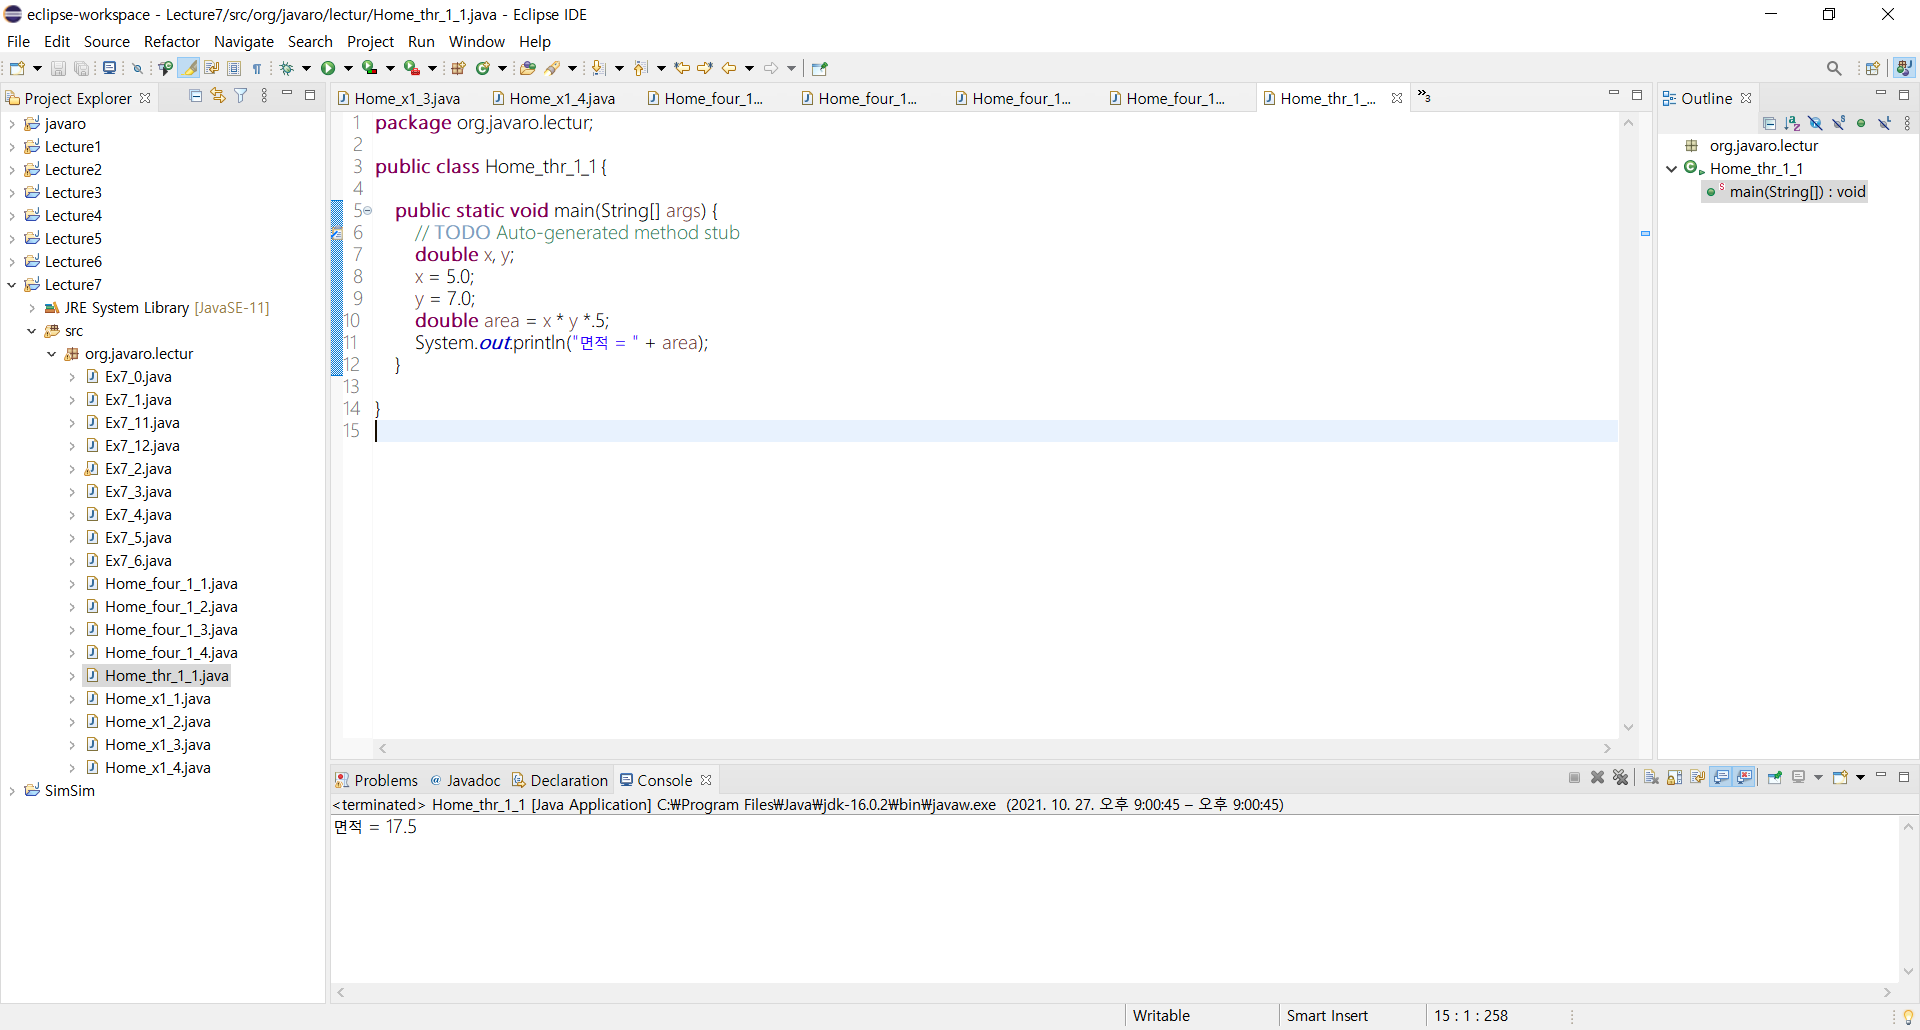 eclipse-workspace - Lecture7/src/org/javaro/lectur/Home_thr_1_1.java - Eclipse IDE
File Edit Source Refactor Navigate Search Project Run Window Help
Project Explorer
javaro
Lecture1
Lecture2
Lecture3
Lecture4
Lecture5
Lecture6
Lecture7
JRE System Library [JavaSE-11]
src
org.javaro.lectur
Ex7_0.java
Ex7_1.java
Ex7_11.java
Ex7_12.java
Ex7_2.java
Ex7_3.java
Ex7_4.java
Ex7_5.java
Ex7_6.java
Home_four_1_1.java
Home_four_1_2.java
Home_four_1_3.java
Home_four_1_4.java
Home_thr_1_1.java
Home_x1_1.java
Home_x1_2.java
Home_x1_3.java
Home_x1_4.java
SimSim
Home_x1_3.java Home_x1_4.java Home_four_1... Home_four_1... Home_four_1... Home_four_1... Home_thr_1_... »3
1 package org.javaro.lectur;
2
3 public class Home_thr_1_1 {
4
5 public static void main(String[] args) {
6 // TODO Auto-generated method stub
7 double x, y;
8 x = 5.0;
9 y = 7.0;
10 double area = x * y *.5;
11 System.out.println("면적 = " + area);
12 }
13
14 }
15
Outline
org.javaro.lectur
Home_thr_1_1
main(String[]) : void
Problems Javadoc Declaration Console
<terminated> Home_thr_1_1 [Java Application] C:₩Program Files₩Java₩jdk-16.0.2₩bin₩javaw.exe (2021. 10. 27. 오후 9:00:45 – 오후 9:00:45)
면적 = 17.5
Writable Smart Insert 15 : 1 : 258